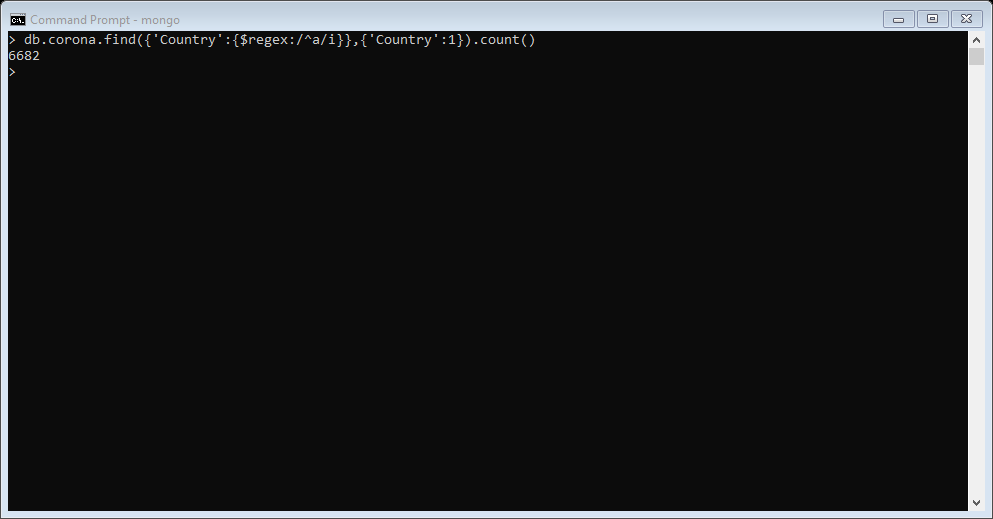 C:\.
Command Prompt - mongo
> db.corona.find({'Country':{$regex:/^a/i}},{'Country':1}).count()
6682
>